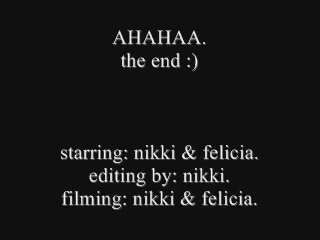 AHAHAA.
the end :)
starring: nikki & felicia.
editing by: nikki.
filming: nikki & felicia.